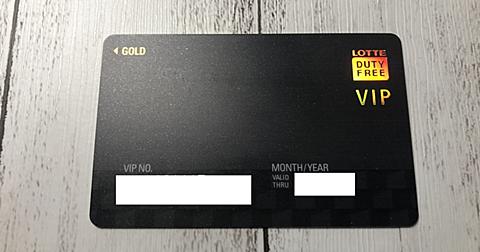 GOLD
LOTTE
DUTY
FREE
VIP
VIP NO.
MONTH/YEAR
VALID
THRU